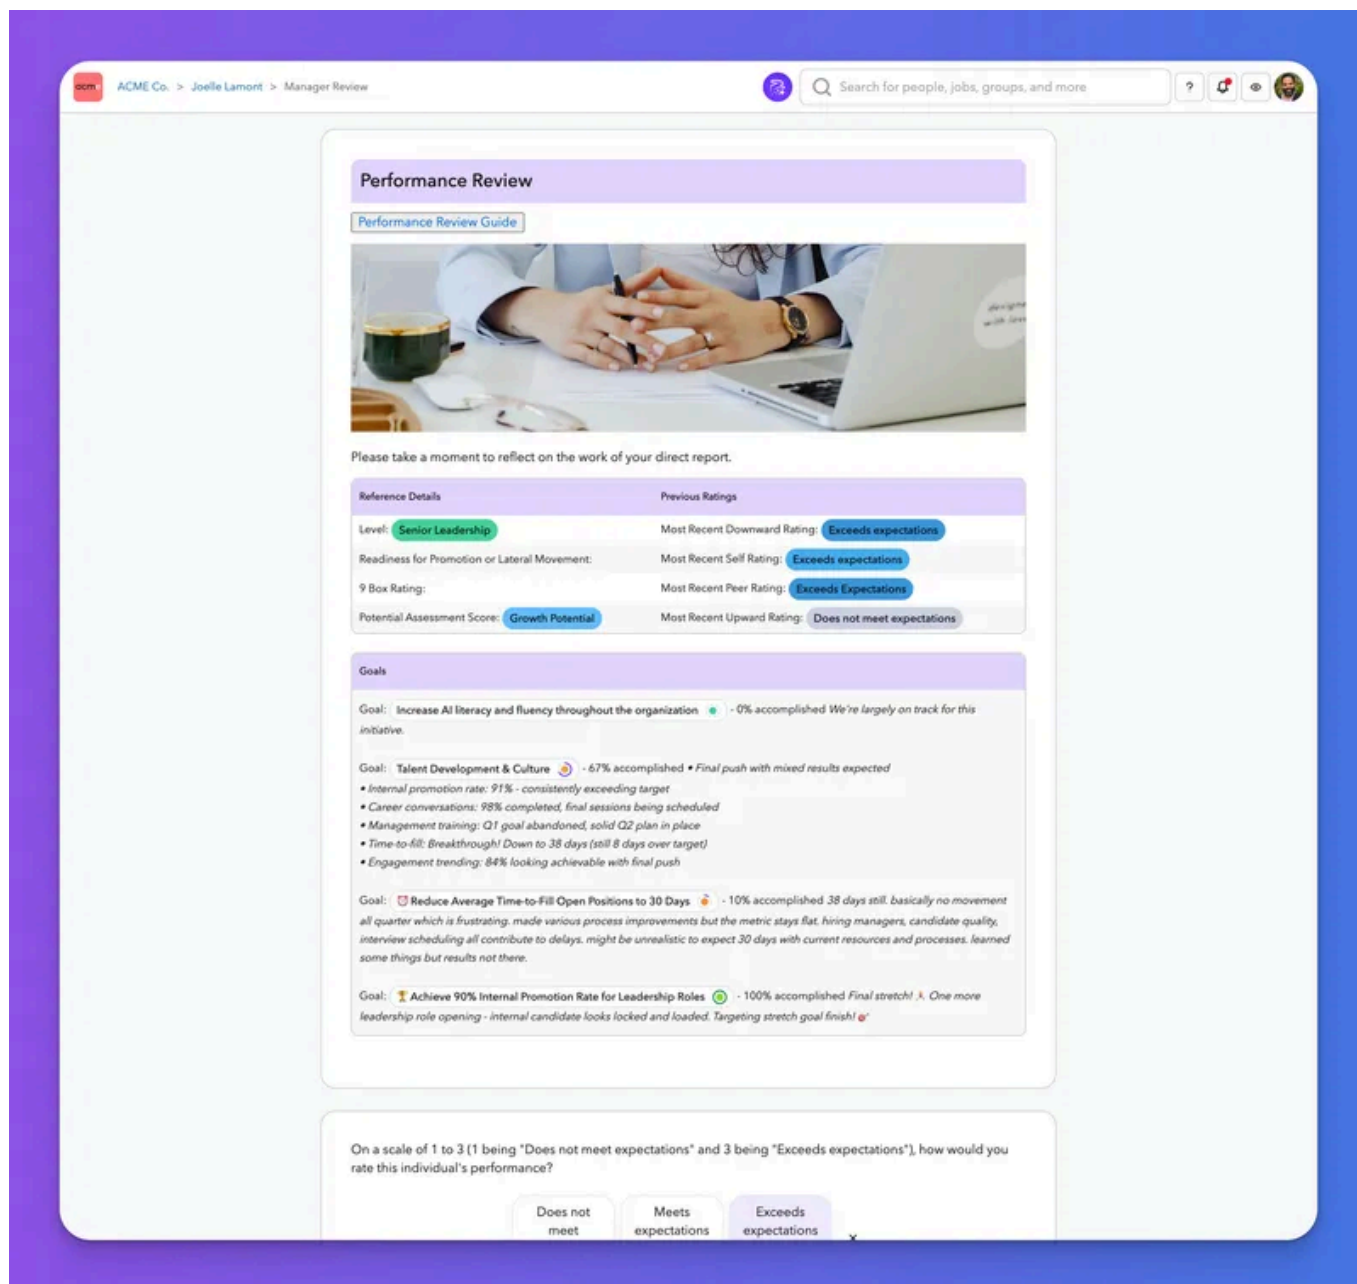 acm
ACME Co. > Joelle Lamont > Manager Review
Search for people, jobs, groups, and more
?
Performance Review
Performance Review Guide
designe
with love
Please take a moment to reflect on the work of your direct report.
Reference Details
Previous Ratings
Level: Senior Leadership
Most Recent Downward Rating: Exceeds expectations
Readiness for Promotion or Lateral Movement:
Most Recent Self Rating: Exceeds expectations
9 Box Rating:
Most Recent Peer Rating: Exceeds Expectations
Potential Assessment Score: Growth Potential
Most Recent Upward Rating: Does not meet expectations
Goals
Goal: Increase AI literacy and fluency throughout the organization - 0% accomplished We're largely on track for this
initiative.
Goal: Talent Development & Culture - 67% accomplished • Final push with mixed results expected
• Internal promotion rate: 91% - consistently exceeding target
• Career conversations: 98% completed, final sessions being scheduled
• Management training: Q1 goal abandoned, solid Q2 plan in place
• Time-to-fill: Breakthrough! Down to 38 days (still 8 days over target)
• Engagement trending: 84% looking achievable with final push
Goal: ⏰ Reduce Average Time-to-Fill Open Positions to 30 Days - 10% accomplished 38 days still. basically no movement
all quarter which is frustrating. made various process improvements but the metric stays flat. hiring managers, candidate quality,
interview scheduling all contribute to delays. might be unrealistic to expect 30 days with current resources and processes. learned
some things but results not there.
Goal: 🏆 Achieve 90% Internal Promotion Rate for Leadership Roles - 100% accomplished Final stretch! One more
leadership role opening - internal candidate looks locked and loaded. Targeting stretch goal finish! 🎯
On a scale of 1 to 3 (1 being "Does not meet expectations" and 3 being "Exceeds expectations"), how would you
rate this individual's performance?
Does not
meet
Meets
expectations
Exceeds
expectations